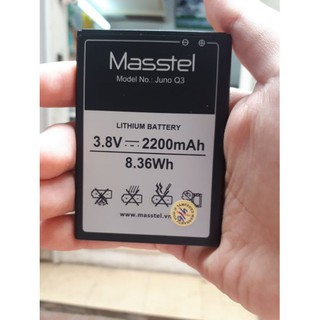 Masstel
Model No.: Juno Q3
LITHIUM BATTERY
3.8V⎓2200mAh
8.36Wh
www.masstel.vn